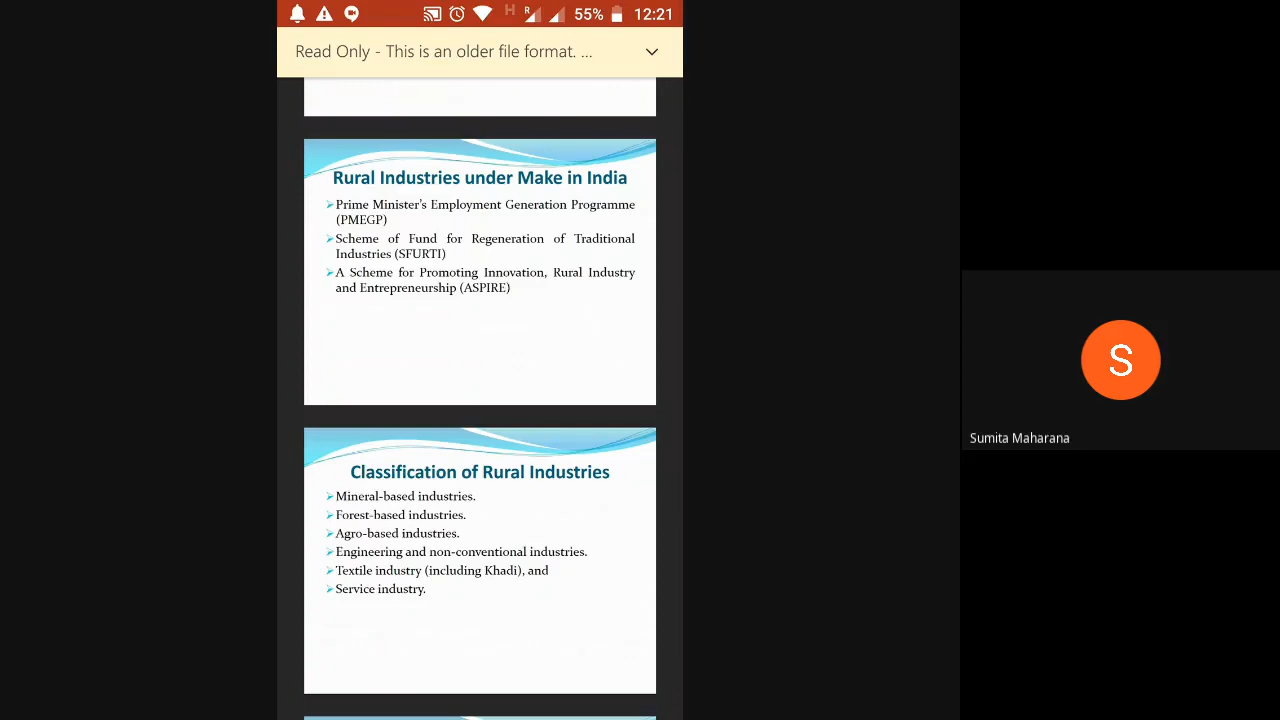 H R 55% 12:21
Read Only - This is an older file format. ...
Rural Industries under Make in India
➢Prime Minister's Employment Generation Programme
(PMEGP)
➢Scheme of Fund for Regeneration of Traditional
Industries (SFURTI)
➢A Scheme for Promoting Innovation, Rural Industry
and Entrepreneurship (ASPIRE)
Classification of Rural Industries
➢Mineral-based industries.
➢Forest-based industries.
➢Agro-based industries.
➢Engineering and non-conventional industries.
➢Textile industry (including Khadi), and
➢Service industry.
S
Sumita Maharana